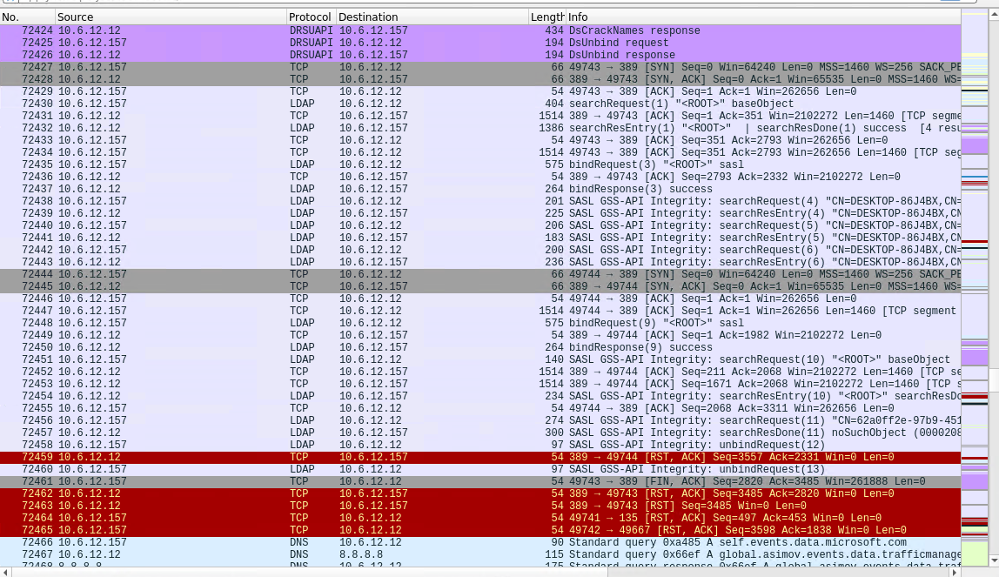 No. Source Protocol Destination Length Info
72424 10.6.12.12 DRSUAPI 10.6.12.157 434 DsCrackNames response
72425 10.6.12.157 DRSUAPI 10.6.12.12 194 DsUnbind request
72426 10.6.12.12 DRSUAPI 10.6.12.157 194 DsUnbind response
72427 10.6.12.157 TCP 10.6.12.12 66 49743 → 389 [SYN] Seq=0 Win=64240 Len=0 MSS=1460 WS=256 SACK_PE
72428 10.6.12.12 TCP 10.6.12.157 66 389 → 49743 [SYN, ACK] Seq=0 Ack=1 Win=65535 Len=0 MSS=1460 WS=
72429 10.6.12.157 TCP 10.6.12.12 54 49743 → 389 [ACK] Seq=1 Ack=1 Win=262656 Len=0
72430 10.6.12.157 LDAP 10.6.12.12 404 searchRequest(1) "<ROOT>" baseObject
72431 10.6.12.12 TCP 10.6.12.157 1514 389 → 49743 [ACK] Seq=1 Ack=351 Win=2102272 Len=1460 [TCP segme
72432 10.6.12.12 LDAP 10.6.12.157 1386 searchResEntry(1) "<ROOT>" | searchResDone(1) success [4 resu
72433 10.6.12.157 TCP 10.6.12.12 54 49743 → 389 [ACK] Seq=351 Ack=2793 Win=262656 Len=0
72434 10.6.12.157 TCP 10.6.12.12 1514 49743 → 389 [ACK] Seq=351 Ack=2793 Win=262656 Len=1460 [TCP seg
72435 10.6.12.157 LDAP 10.6.12.12 575 bindRequest(3) "<ROOT>" sasl
72436 10.6.12.12 TCP 10.6.12.157 54 389 → 49743 [ACK] Seq=2793 Ack=2332 Win=2102272 Len=0
72437 10.6.12.12 LDAP 10.6.12.157 264 bindResponse(3) success
72438 10.6.12.157 LDAP 10.6.12.12 201 SASL GSS-API Integrity: searchRequest(4) "CN=DESKTOP-86J4BX,CN=
72439 10.6.12.12 LDAP 10.6.12.157 225 SASL GSS-API Integrity: searchResEntry(4) "CN=DESKTOP-86J4BX,CN
72440 10.6.12.157 LDAP 10.6.12.12 206 SASL GSS-API Integrity: searchRequest(5) "CN=DESKTOP-86J4BX,CN=
72441 10.6.12.12 LDAP 10.6.12.157 183 SASL GSS-API Integrity: searchResEntry(5) "CN=DESKTOP-86J4BX,CN
72442 10.6.12.157 LDAP 10.6.12.12 200 SASL GSS-API Integrity: searchRequest(6) "CN=DESKTOP-86J4BX,CN=
72443 10.6.12.12 LDAP 10.6.12.157 236 SASL GSS-API Integrity: searchResEntry(6) "CN=DESKTOP-86J4BX,CN
72444 10.6.12.157 TCP 10.6.12.12 66 49744 → 389 [SYN] Seq=0 Win=64240 Len=0 MSS=1460 WS=256 SACK_PE
72445 10.6.12.12 TCP 10.6.12.157 66 389 → 49744 [SYN, ACK] Seq=0 Ack=1 Win=65535 Len=0 MSS=1460 WS=
72446 10.6.12.157 TCP 10.6.12.12 54 49744 → 389 [ACK] Seq=1 Ack=1 Win=262656 Len=0
72447 10.6.12.157 TCP 10.6.12.12 1514 49744 → 389 [ACK] Seq=1 Ack=1 Win=262656 Len=1460 [TCP segment
72448 10.6.12.157 LDAP 10.6.12.12 575 bindRequest(9) "<ROOT>" sasl
72449 10.6.12.12 TCP 10.6.12.157 54 389 → 49744 [ACK] Seq=1 Ack=1982 Win=2102272 Len=0
72450 10.6.12.12 LDAP 10.6.12.157 264 bindResponse(9) success
72451 10.6.12.157 LDAP 10.6.12.12 140 SASL GSS-API Integrity: searchRequest(10) "<ROOT>" baseObject
72452 10.6.12.12 TCP 10.6.12.157 1514 389 → 49744 [ACK] Seq=211 Ack=2068 Win=2102272 Len=1460 [TCP se
72453 10.6.12.12 TCP 10.6.12.157 1514 389 → 49744 [ACK] Seq=1671 Ack=2068 Win=2102272 Len=1460 [TCP s
72454 10.6.12.12 LDAP 10.6.12.157 234 SASL GSS-API Integrity: searchResEntry(10) "<ROOT>" searchResDo
72455 10.6.12.157 TCP 10.6.12.12 54 49744 → 389 [ACK] Seq=2068 Ack=3311 Win=262656 Len=0
72456 10.6.12.157 LDAP 10.6.12.12 274 SASL GSS-API Integrity: searchRequest(11) "CN=62a0ff2e-97b9-451
72457 10.6.12.12 LDAP 10.6.12.157 300 SASL GSS-API Integrity: searchResDone(11) noSuchObject (0000208
72458 10.6.12.157 LDAP 10.6.12.12 97 SASL GSS-API Integrity: unbindRequest(12)
72459 10.6.12.12 TCP 10.6.12.157 54 389 → 49744 [RST, ACK] Seq=3557 Ack=2331 Win=0 Len=0
72460 10.6.12.157 LDAP 10.6.12.12 97 SASL GSS-API Integrity: unbindRequest(13)
72461 10.6.12.157 TCP 10.6.12.12 54 49743 → 389 [FIN, ACK] Seq=2820 Ack=3485 Win=261888 Len=0
72462 10.6.12.12 TCP 10.6.12.157 54 389 → 49743 [RST, ACK] Seq=3485 Ack=2820 Win=0 Len=0
72463 10.6.12.12 TCP 10.6.12.157 54 389 → 49743 [RST] Seq=3485 Win=0 Len=0
72464 10.6.12.157 TCP 10.6.12.12 54 49741 → 135 [RST, ACK] Seq=497 Ack=453 Win=0 Len=0
72465 10.6.12.157 TCP 10.6.12.12 54 49742 → 49667 [RST, ACK] Seq=3598 Ack=1838 Win=0 Len=0
72466 10.6.12.157 DNS 10.6.12.12 90 Standard query 0xa485 A self.events.data.microsoft.com
72467 10.6.12.12 DNS 8.8.8.8 115 Standard query 0x66ef A global.asimov.events.data.trafficmanage
72468 8.8.8.8 DNS 10.6.12.12 175 Standard query response 0x66ef A global.asimov.events.data.traf